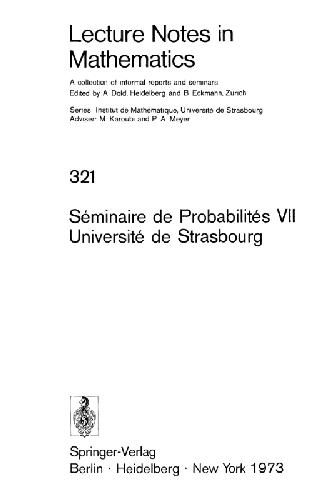 Lecture Notes in
Mathematics
A collection of informal reports and seminars
Edited by A. Dold, Heidelberg and B. Eckmann, Zürich
Series: Institut de Mathématique, Université de Strasbourg
Adviser: M. Karoubi and P. A. Meyer
321
Séminaire de Probabilités VII
Université de Strasbourg
Springer-Verlag
Berlin · Heidelberg · New York 1973